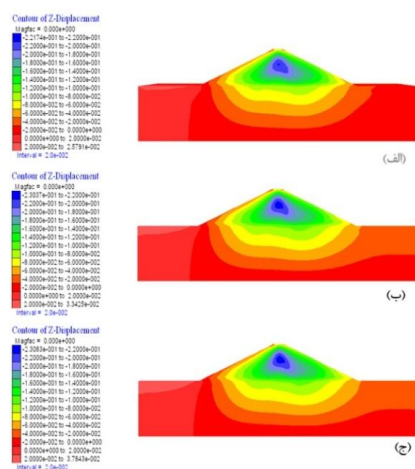 Contour of Z-Displacement
Magfac = 0.000e+000
-2.2174e-001 to -2.2000e-001
-2.2000e-001 to -2.0000e-001
-2.0000e-001 to -1.8000e-001
-1.8000e-001 to -1.6000e-001
-1.6000e-001 to -1.4000e-001
-1.4000e-001 to -1.2000e-001
-1.2000e-001 to -1.0000e-001
-1.0000e-001 to -8.0000e-002
-8.0000e-002 to -6.0000e-002
-6.0000e-002 to -4.0000e-002
-4.0000e-002 to -2.0000e-002
-2.0000e-002 to 0.0000e+000
0.0000e+000 to 2.0000e-002
2.0000e-002 to 2.5791e-002
Interval = 2.0e-002
(الف)
Contour of Z-Displacement
Magfac = 0.000e+000
-2.2000e-001 to -2.0000e-001
-2.0000e-001 to -1.8000e-001
-1.8000e-001 to -1.6000e-001
-1.6000e-001 to -1.4000e-001
-1.4000e-001 to -1.2000e-001
-1.2000e-001 to -1.0000e-001
-1.0000e-001 to -8.0000e-002
-8.0000e-002 to -6.0000e-002
-6.0000e-002 to -4.0000e-002
-4.0000e-002 to -2.0000e-002
-2.0000e-002 to 0.0000e+000
0.0000e+000 to 2.0000e-002
2.0000e-002 to 3.3425e-002
Interval = 2.0e-002
(ب)
Contour of Z-Displacement
Magfac = 0.000e+000
-2.2000e-001 to -2.0000e-001
-2.0000e-001 to -1.8000e-001
-1.8000e-001 to -1.6000e-001
-1.6000e-001 to -1.4000e-001
-1.4000e-001 to -1.2000e-001
-1.2000e-001 to -1.0000e-001
-1.0000e-001 to -8.0000e-002
-8.0000e-002 to -6.0000e-002
-6.0000e-002 to -4.0000e-002
-4.0000e-002 to -2.0000e-002
-2.0000e-002 to 0.0000e+000
0.0000e+000 to 2.0000e-002
Interval = 2.0e-002
(ج)